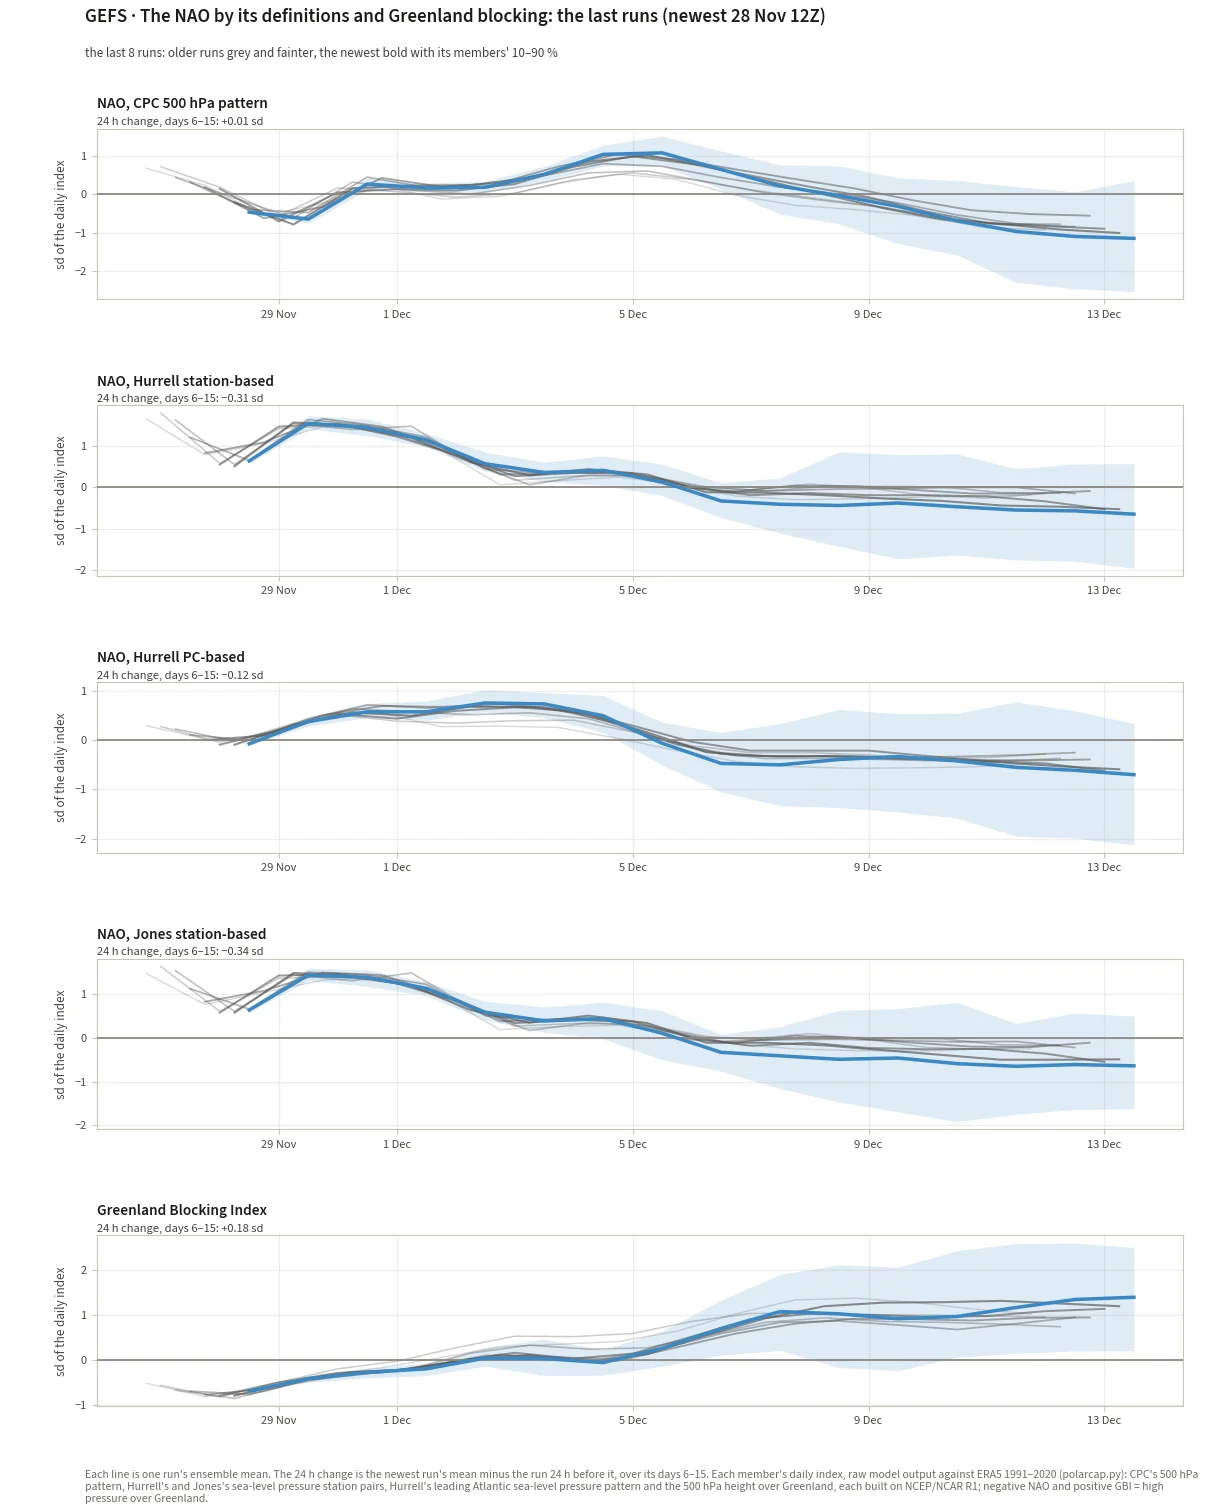 GEFS · The NAO by its definitions and Greenland blocking: the last runs (newest 28 Nov 12Z)
the last 8 runs: older runs grey and fainter, the newest bold with its members' 10–90 %
NAO, CPC 500 hPa pattern
24 h change, days 6–15: +0.01 sd
sd of the daily index
1
0
−1
−2
29 Nov
1 Dec
5 Dec
9 Dec
13 Dec
NAO, Hurrell station-based
24 h change, days 6–15: −0.31 sd
sd of the daily index
1
0
−1
−2
29 Nov
1 Dec
5 Dec
9 Dec
13 Dec
NAO, Hurrell PC-based
24 h change, days 6–15: −0.12 sd
sd of the daily index
1
0
−1
−2
29 Nov
1 Dec
5 Dec
9 Dec
13 Dec
NAO, Jones station-based
24 h change, days 6–15: −0.34 sd
sd of the daily index
1
0
−1
−2
29 Nov
1 Dec
5 Dec
9 Dec
13 Dec
Greenland Blocking Index
24 h change, days 6–15: +0.18 sd
sd of the daily index
2
1
0
−1
29 Nov
1 Dec
5 Dec
9 Dec
13 Dec
Each line is one run's ensemble mean. The 24 h change is the newest run's mean minus the run 24 h before it, over its days 6–15. Each member's daily index, raw model output against ERA5 1991–2020 (polarcap.py): CPC's 500 hPa
pattern, Hurrell's and Jones's sea-level pressure station pairs, Hurrell's leading Atlantic sea-level pressure pattern and the 500 hPa height over Greenland, each built on NCEP/NCAR R1; negative NAO and positive GBI = high
pressure over Greenland.